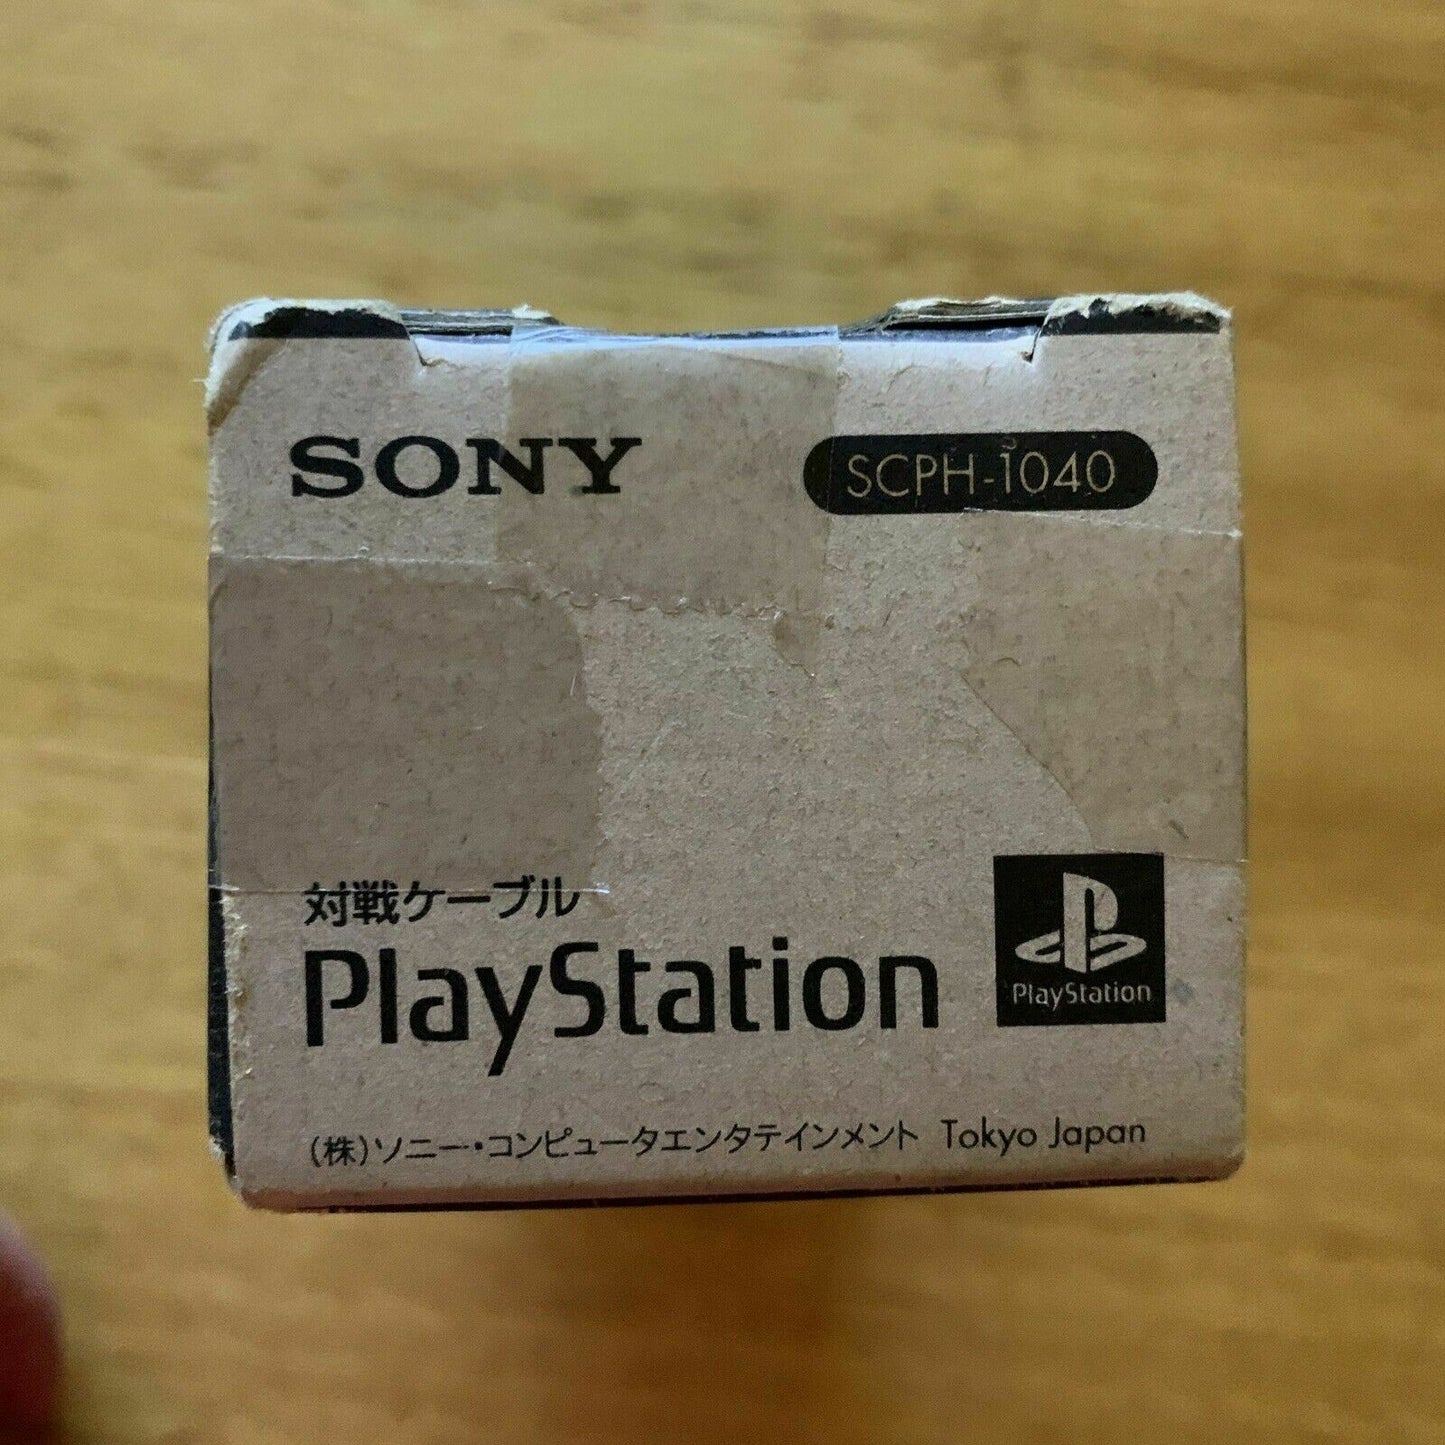 SONY
SCPH-1040
対戦ケーブル
PlayStation
PlayStation
(株)ソニー・コンピュータエンタテインメント Tokyo Japan